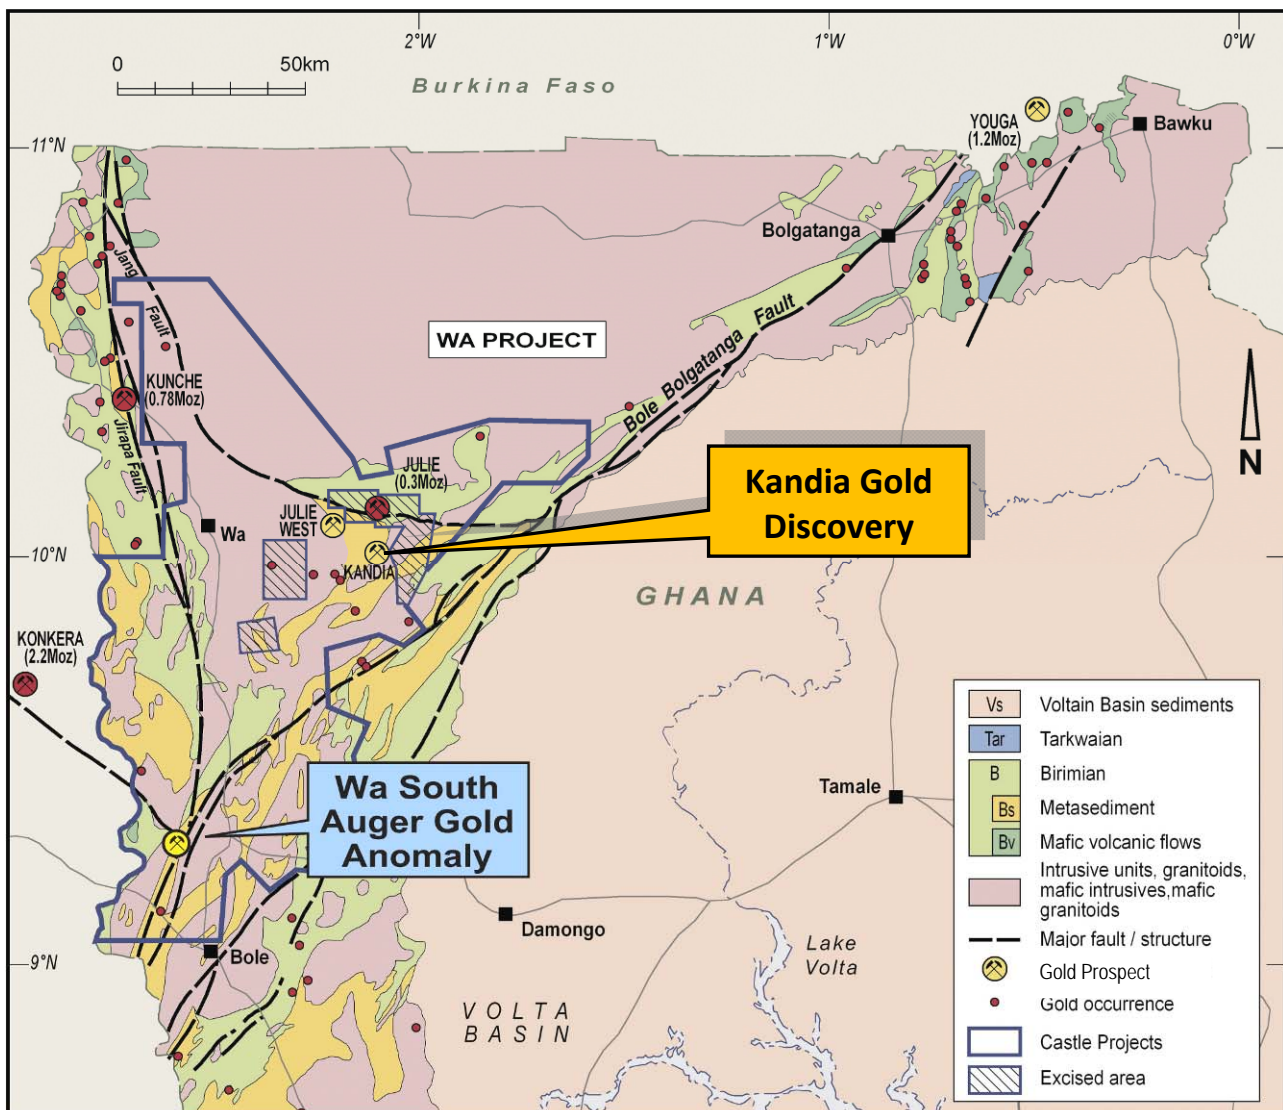 2°W
1°W
0°W
0
50km
Burkina Faso
YOUGA
(1.2Moz)
Bawku
11°N
Bolgatanga
Jang
Fault
WA PROJECT
Bole Bolgatanga Fault
KUNCHE
(0.78Moz)
Jirapa Fault
JULIE
(0.3Moz)
JULIE
WEST
Wa
KANDIA
Kandia Gold
Discovery
N
10°N
GHANA
KONKERA
(2.2Moz)
Wa South
Auger Gold
Anomaly
Tamale
Damongo
Bole
9°N
Lake
Volta
VOLTA
BASIN
Vs
Voltain Basin sediments
Tar
Tarkwaian
B
Birimian
Bs
Metasediment
Bv
Mafic volcanic flows
Intrusive units, granitoids,
mafic intrusives,mafic
granitoids
Major fault / structure
Gold Prospect
Gold occurrence
Castle Projects
Excised area